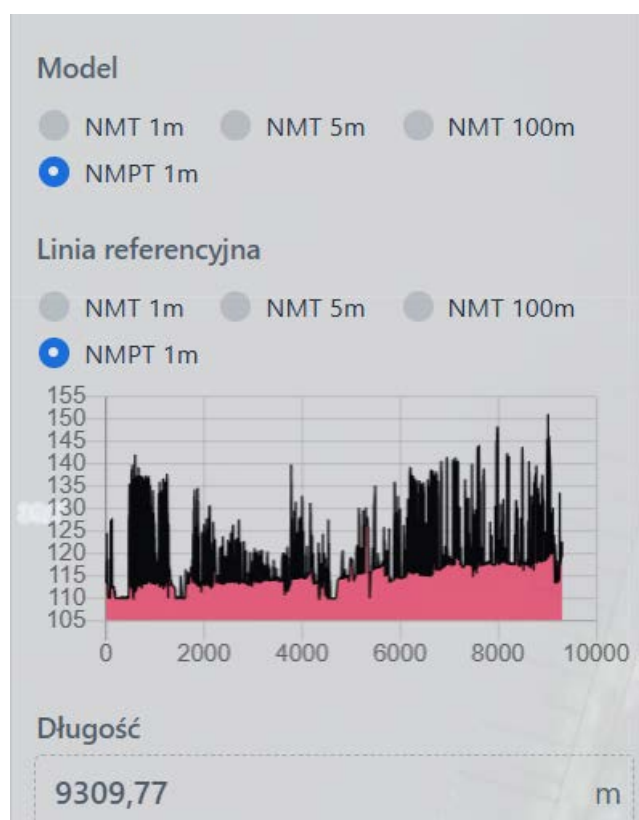 Model
NMT 1m NMT 5m NMT 100m
NMPT 1m
Linia referencyjna
NMT 1m NMT 5m NMT 100m
NMPT 1m
155
150
145
140
135
130
125
120
115
110
105
0 2000 4000 6000 8000 10000
Długość
9309,77 m